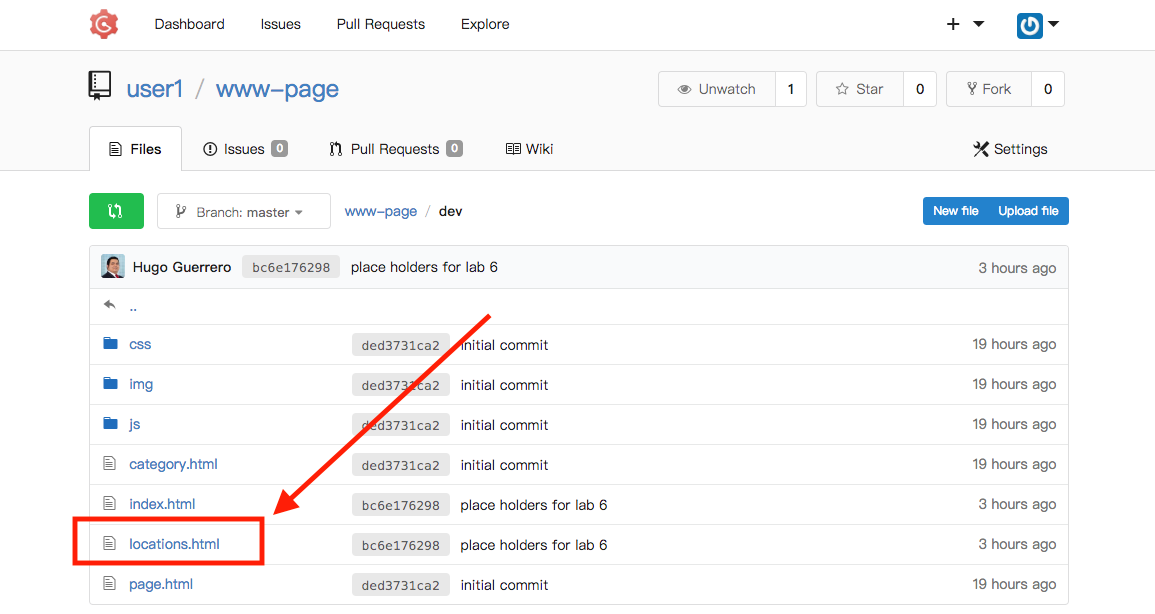 Dashboard Issues Pull Requests Explore +
user1 / www-page Unwatch 1 Star 0 Fork 0
Files Issues 0 Pull Requests 0 Wiki Settings
Branch: master www-page / dev New file Upload file
Hugo Guerrero bc6e176298 place holders for lab 6 3 hours ago
..
css ded3731ca2 initial commit 19 hours ago
img ded3731ca2 initial commit 19 hours ago
js ded3731ca2 initial commit 19 hours ago
category.html ded3731ca2 initial commit 19 hours ago
index.html bc6e176298 place holders for lab 6 3 hours ago
locations.html bc6e176298 place holders for lab 6 3 hours ago
page.html ded3731ca2 initial commit 19 hours ago